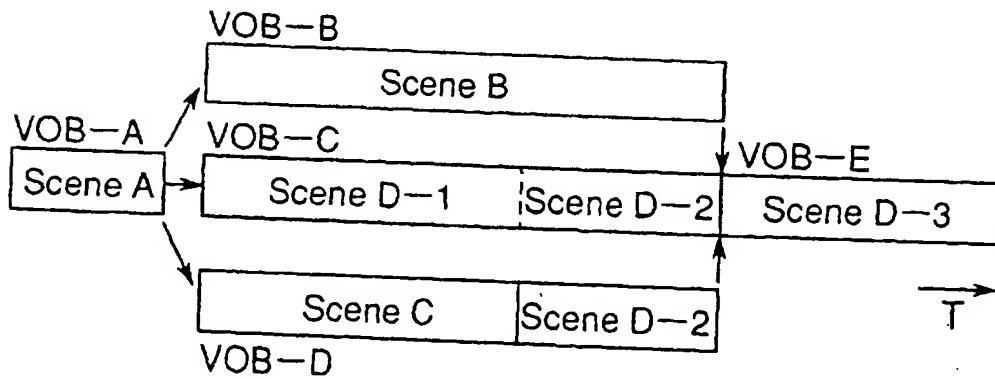 VOB—B
Scene B
VOB—A
VOB—C
VOB—E
Scene A
Scene D—1
Scene D—2
Scene D—3
Scene C
Scene D—2
T
VOB—D